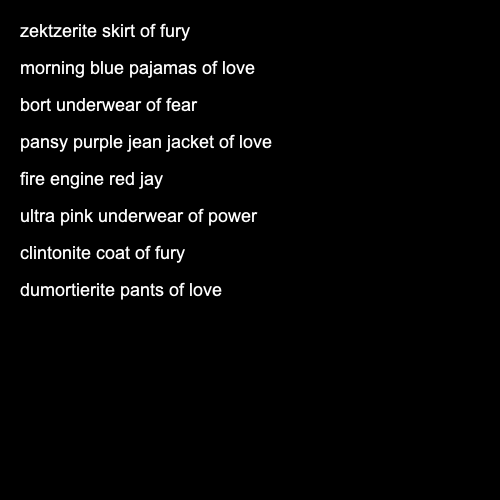 zektzerite skirt of fury
morning blue pajamas of love
bort underwear of fear
pansy purple jean jacket of love
fire engine red jay
ultra pink underwear of power
clintonite coat of fury
dumortierite pants of love